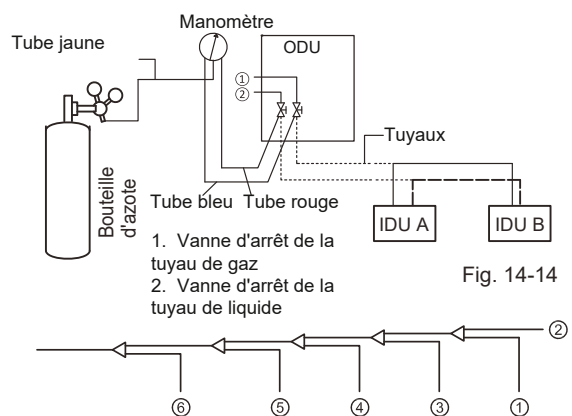 Manomètre
Tube jaune
ODU
①
②
Tuyaux
Bouteille
d'azote
Tube bleu
Tube rouge
IDU A
IDU B
1. Vanne d'arrêt de la
tuyau de gaz
2. Vanne d'arrêt de la
tuyau de liquide
Fig. 14-14
②
⑥
⑤
④
③
①